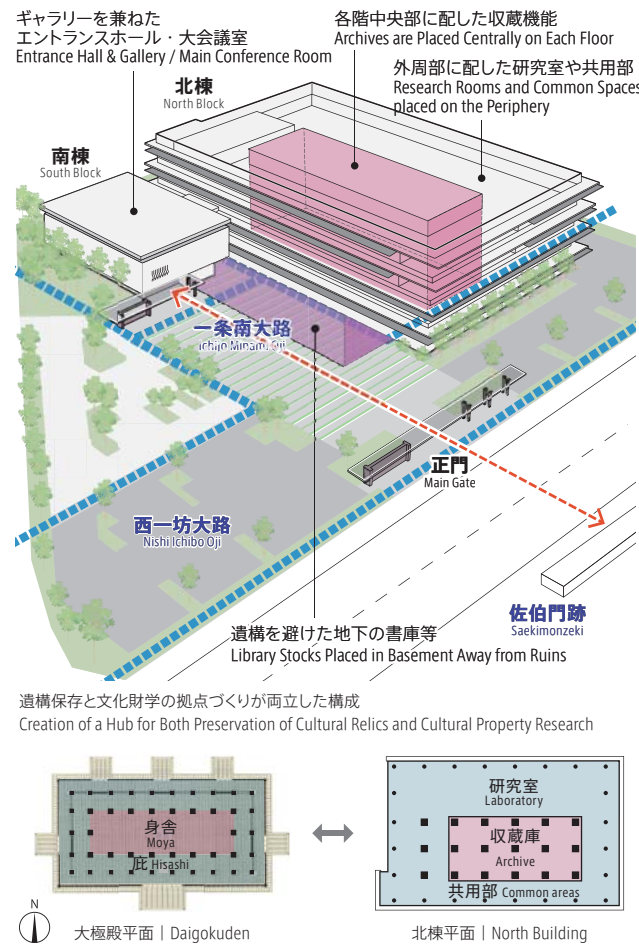 ギャラリーを兼ねた
エントランスホール・大会議室
Entrance Hall & Gallery / Main Conference Room
各階中央部に配した収蔵機能
Archives are Placed Centrally on Each Floor
外周部に配した研究室や共用部
Research Rooms and Common Spaces
placed on the Periphery
北棟
North Block
南棟
South Block
一条南大路
Ichijo Minami Oji
正門
Main Gate
西一坊大路
Nishi Ichibo Oji
佐伯門跡
Saekimonzeki
遺構を避けた地下の書庫等
Library Stocks Placed in Basement Away from Ruins
遺構保存と文化財学の拠点づくりが両立した構成
Creation of a Hub for Both Preservation of Cultural Relics and Cultural Property Research
身舎
Moya
庇 Hisashi
研究室
Laboratory
収蔵庫
Archive
共用部 Common areas
N
大極殿平面 | Daigokuden
北棟平面 | North Building